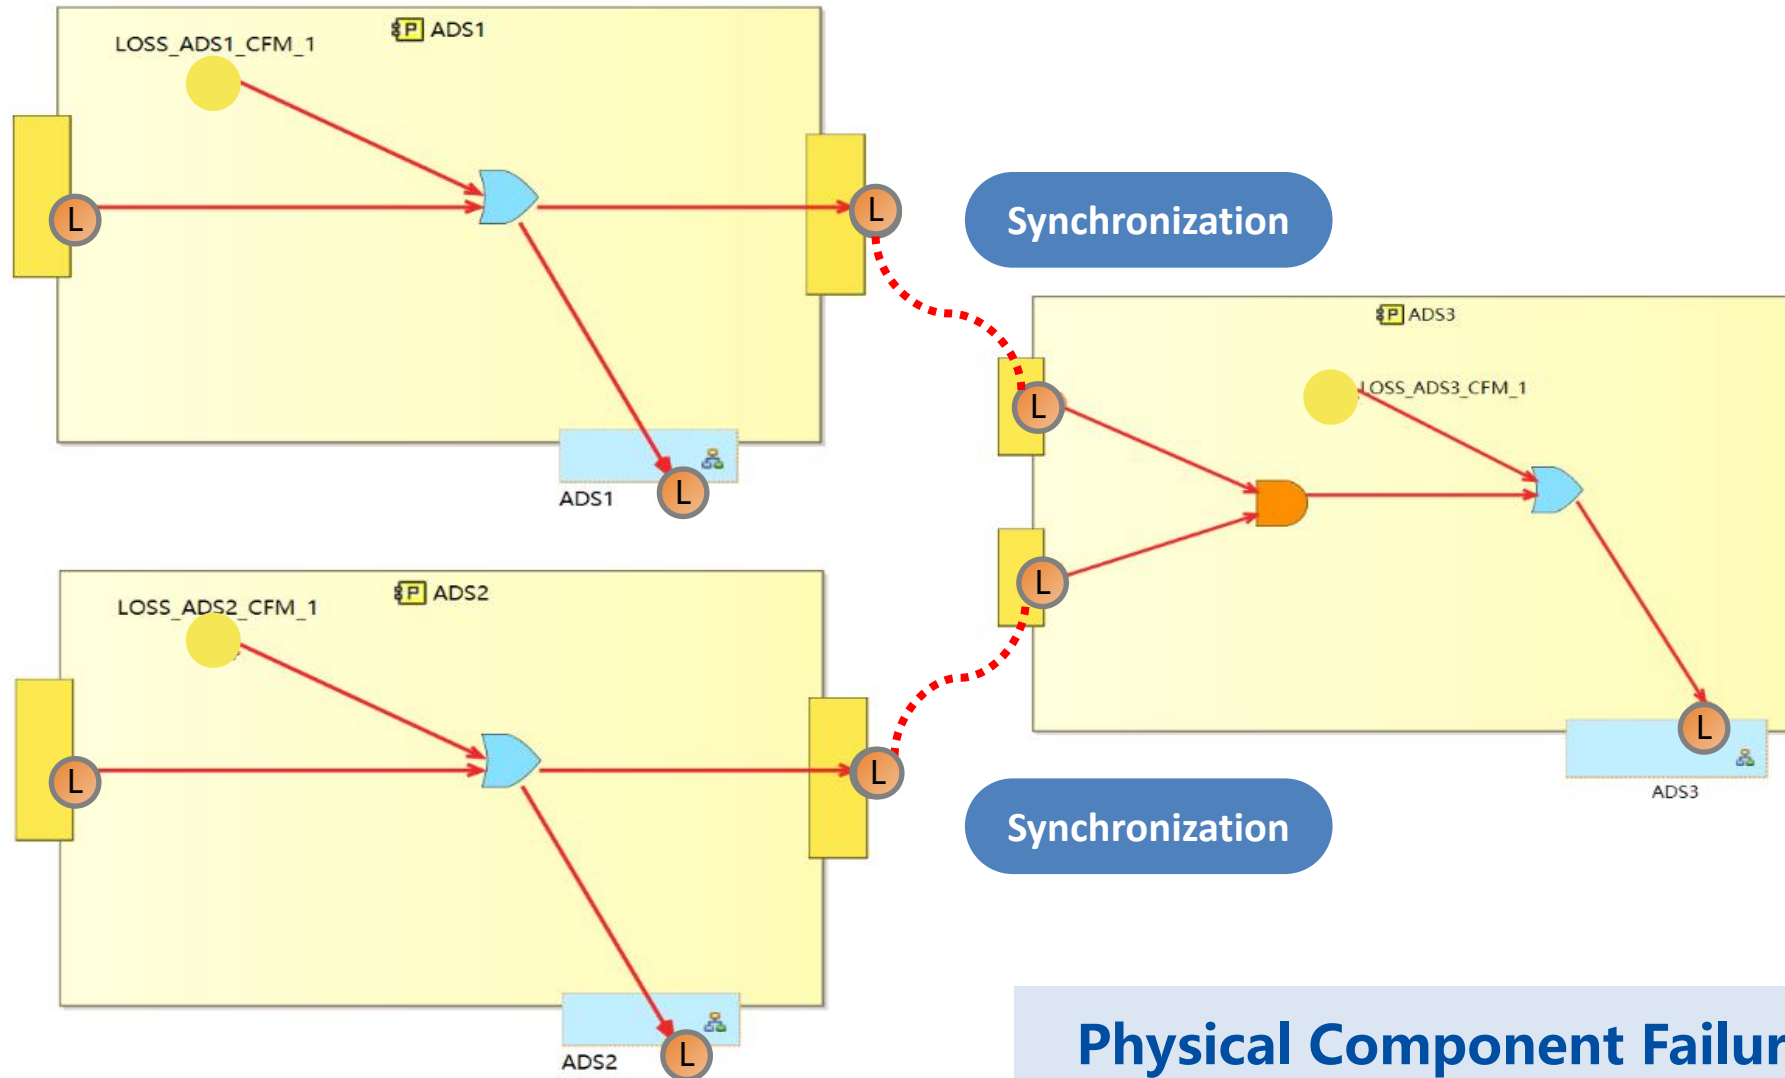 P ADS1
LOSS_ADS1_CFM_1
L
L
ADS1
L
Synchronization
P ADS3
LOSS_ADS3_CFM_1
L
L
L
ADS3
P ADS2
LOSS_ADS2_CFM_1
L
L
ADS2
L
Synchronization
Physical Component Failur